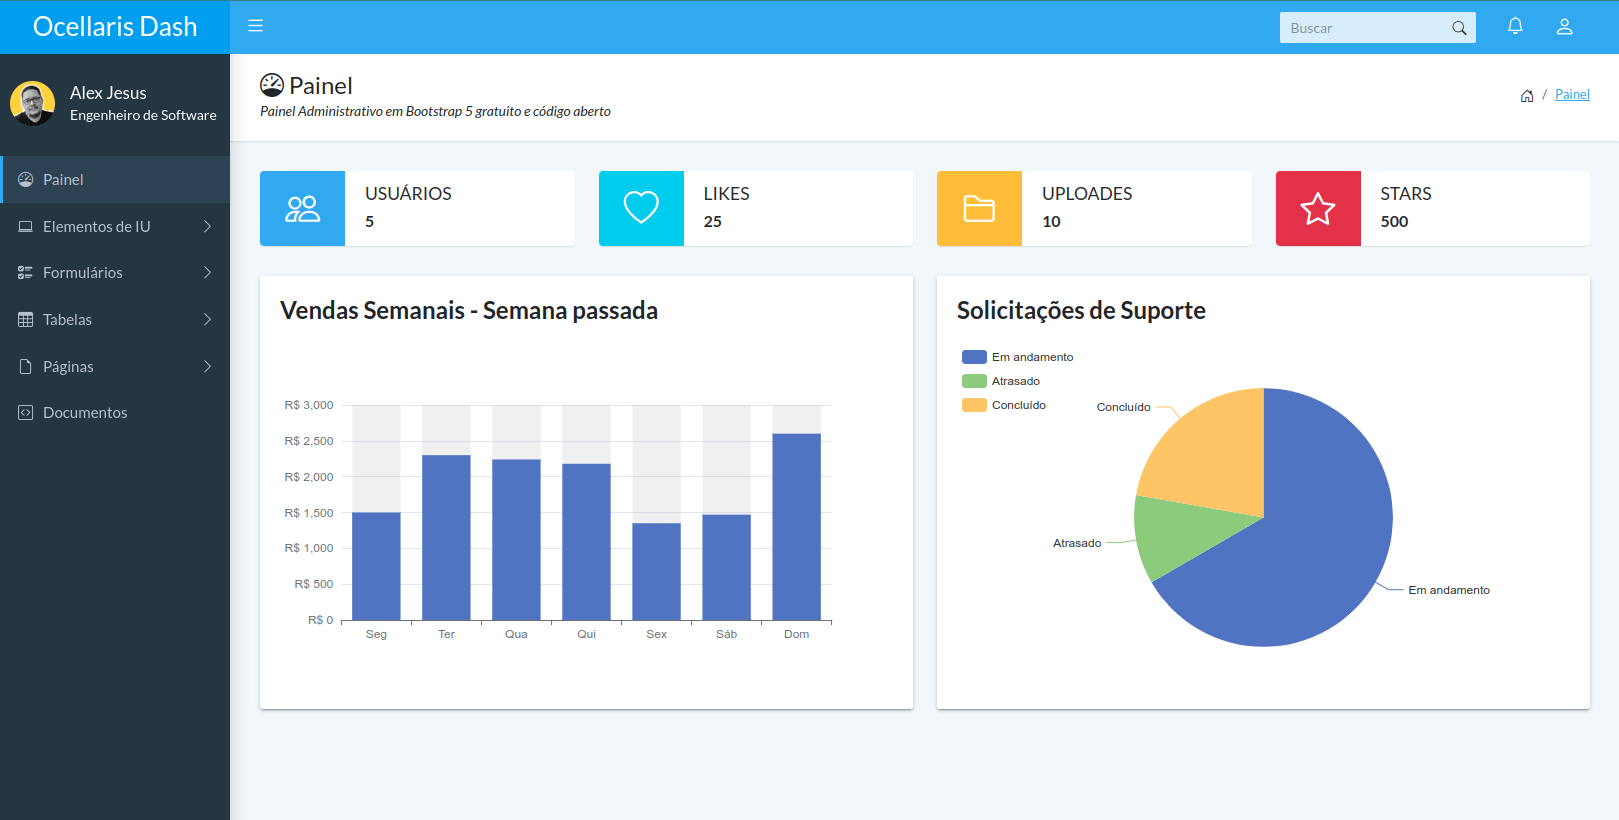 Ocellaris Dash
Buscar
Alex Jesus
Engenheiro de Software
Painel
Elementos de IU
Formulários
Tabelas
Páginas
Documentos
Painel
Painel Administrativo em Bootstrap 5 gratuito e código aberto
/ Painel
USUÁRIOS
5
LIKES
25
UPLOADES
10
STARS
500
Vendas Semanais - Semana passada
R$ 3,000
R$ 2,500
R$ 2,000
R$ 1,500
R$ 1,000
R$ 500
R$ 0
Seg Ter Qua Qui Sex Sáb Dom
Solicitações de Suporte
Em andamento
Atrasado
Concluído
Concluído
Atrasado
Em andamento